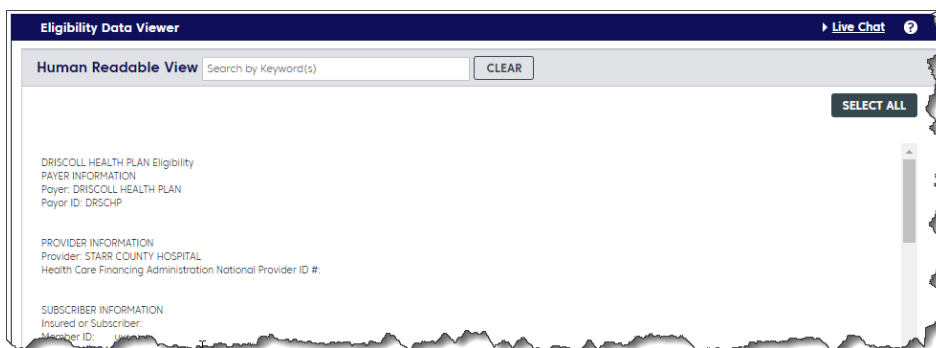 Eligibility Data Viewer
Live Chat ?
Human Readable View Search by Keyword(s) CLEAR
SELECT ALL
DRISCOLL HEALTH PLAN Eligibility
PAYER INFORMATION
Payer: DRISCOLL HEALTH PLAN
Payor ID: DRSCHP
PROVIDER INFORMATION
Provider: STARR COUNTY HOSPITAL
Health Care Financing Administration National Provider ID #:
SUBSCRIBER INFORMATION
Insured or Subscriber:
Member ID: